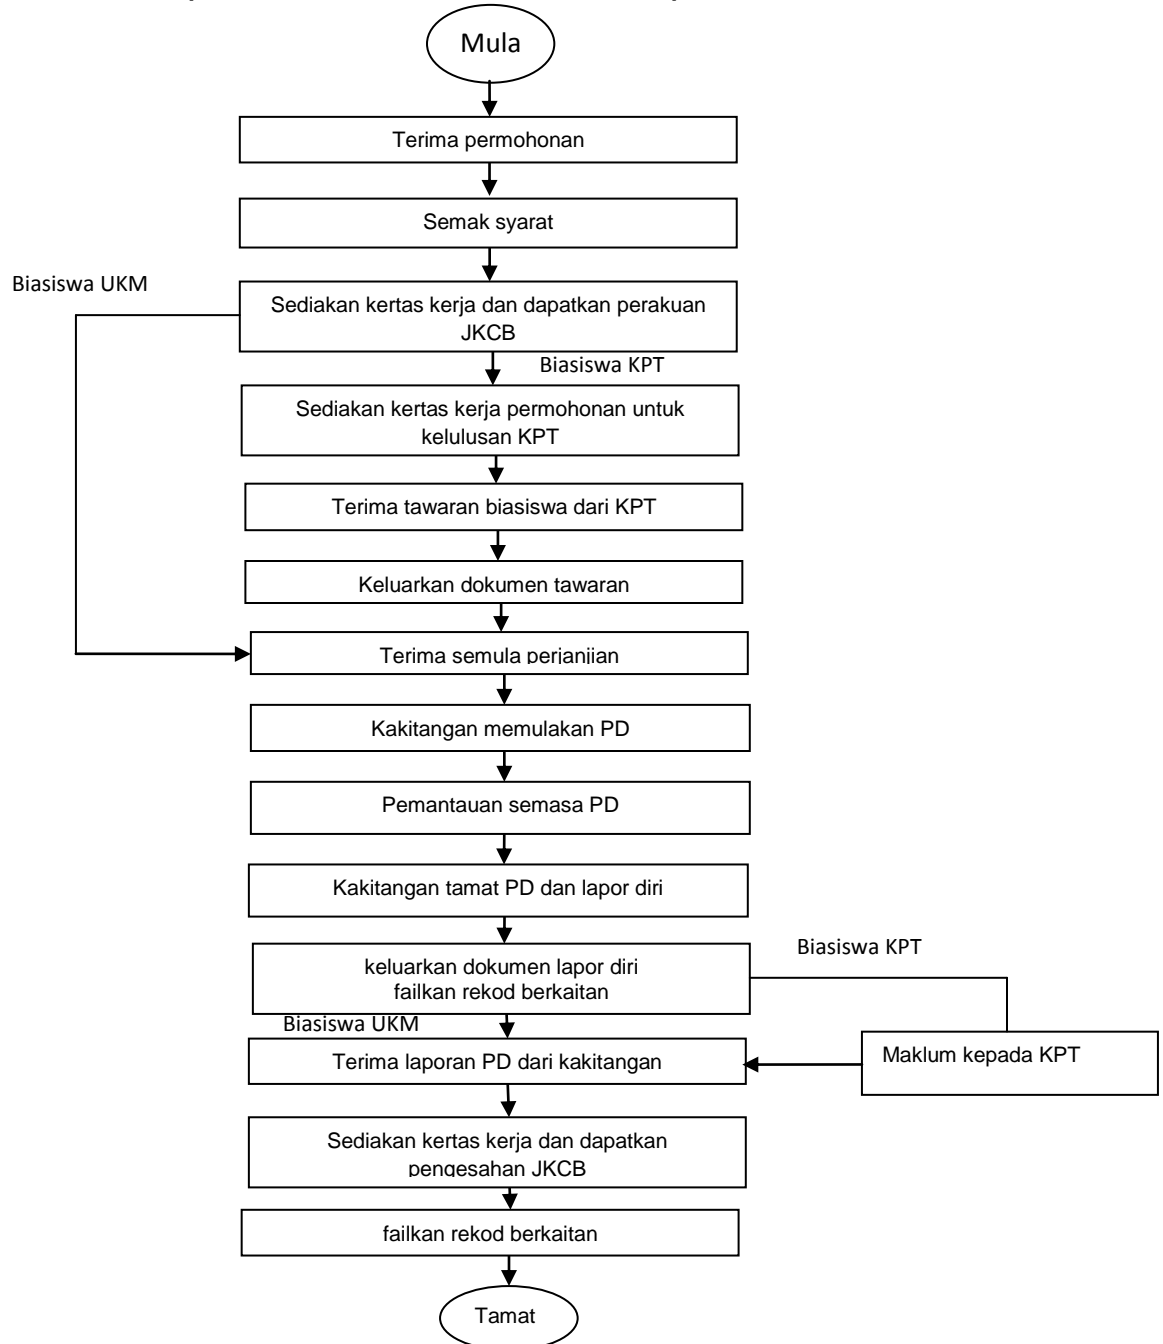 Mula
Terima permohonan
Semak syarat
Biasiswa UKM
Sediakan kertas kerja dan dapatkan perakuan
JKCB
Biasiswa KPT
Sediakan kertas kerja permohonan untuk
kelulusan KPT
Terima tawaran biasiswa dari KPT
Keluarkan dokumen tawaran
Terima semula perjanjian
Kakitangan memulakan PD
Pemantauan semasa PD
Kakitangan tamat PD dan lapor diri
Biasiswa KPT
keluarkan dokumen lapor diri
failkan rekod berkaitan
Biasiswa UKM
Terima laporan PD dari kakitangan
Maklum kepada KPT
Sediakan kertas kerja dan dapatkan
pengesahan JKCB
failkan rekod berkaitan
Tamat